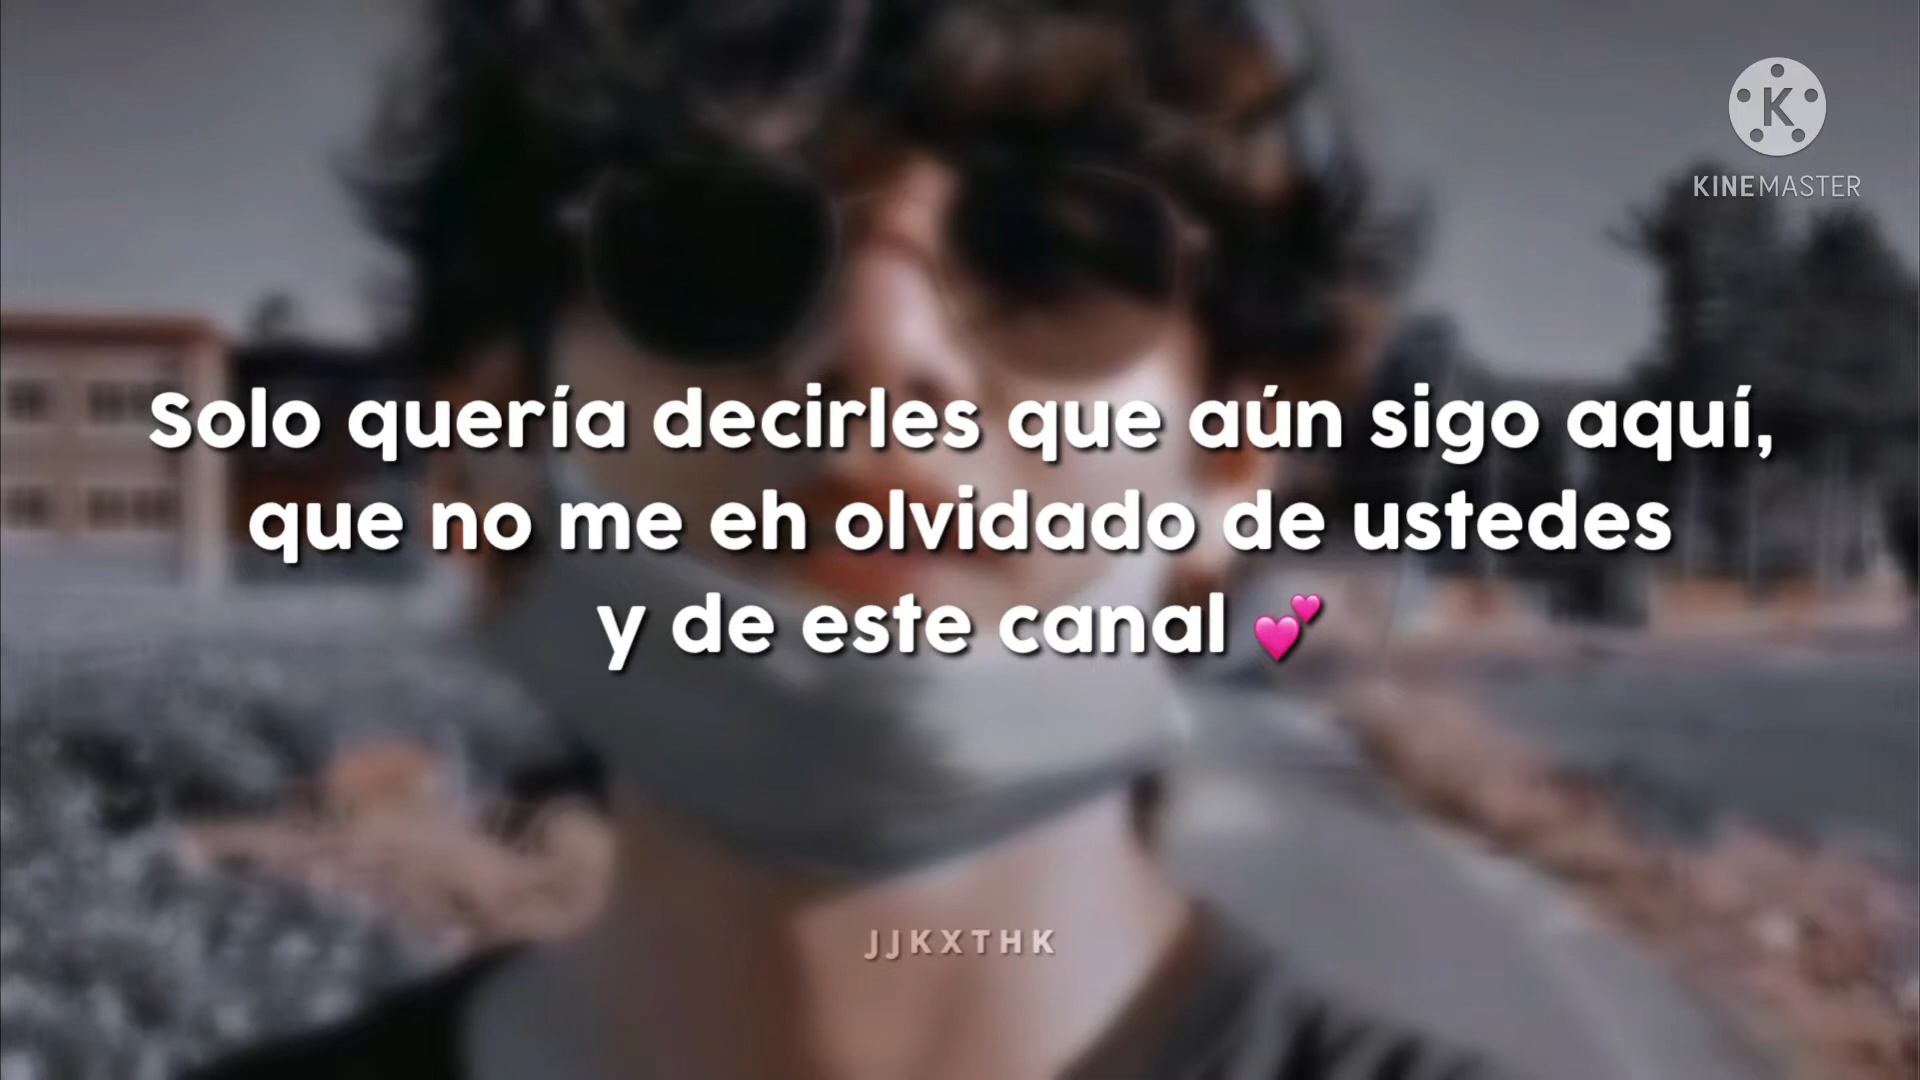 KINEMASTER
Solo quería decirles que aún sigo aquí,
que no me eh olvidado de ustedes
y de este canal 💕
JJKXTHK